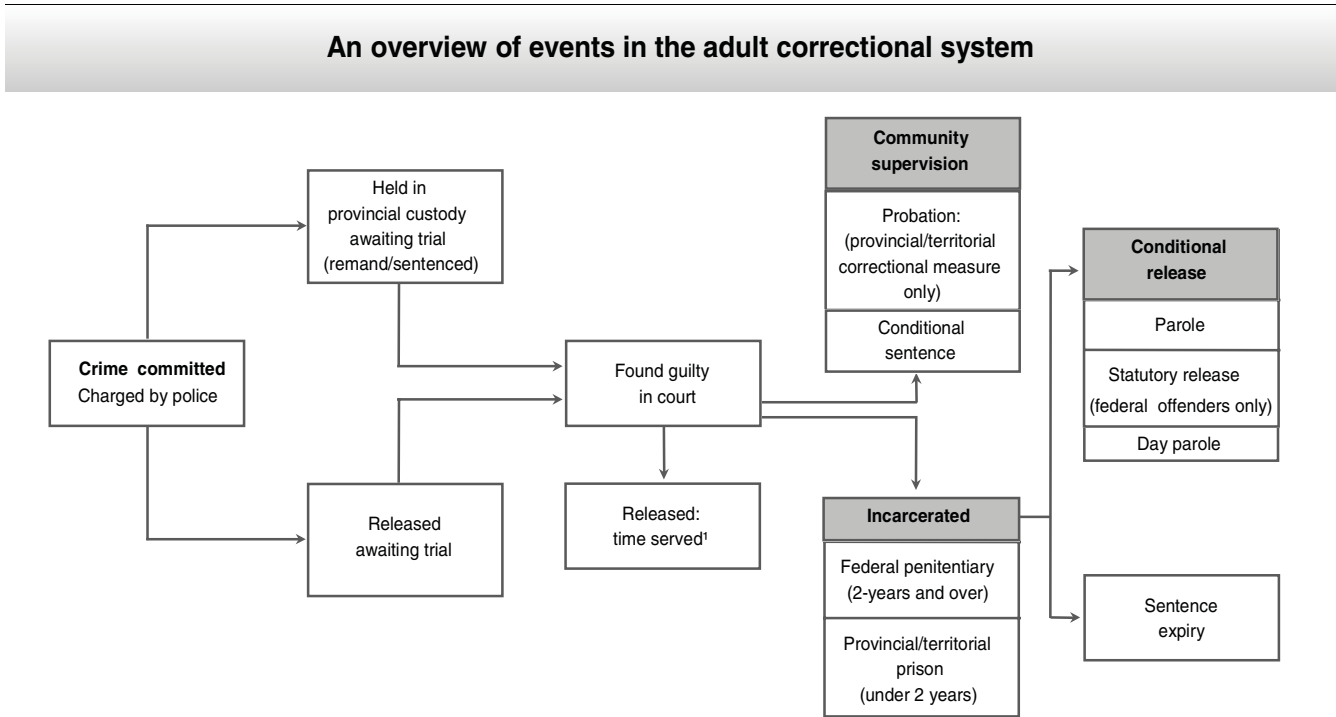 An overview of events in the adult correctional system
Held in
provincial custody
awaiting trial
(remand/sentenced)
Crime committed
Charged by police
Released
awaiting trial
Found guilty
in court
Released:
time served¹
Community
supervision
Probation:
(provincial/territorial
correctional measure
only)
Conditional
sentence
Incarcerated
Federal penitentiary
(2-years and over)
Provincial/territorial
prison
(under 2 years)
Conditional
release
Parole
Statutory release
(federal offenders only)
Day parole
Sentence
expiry